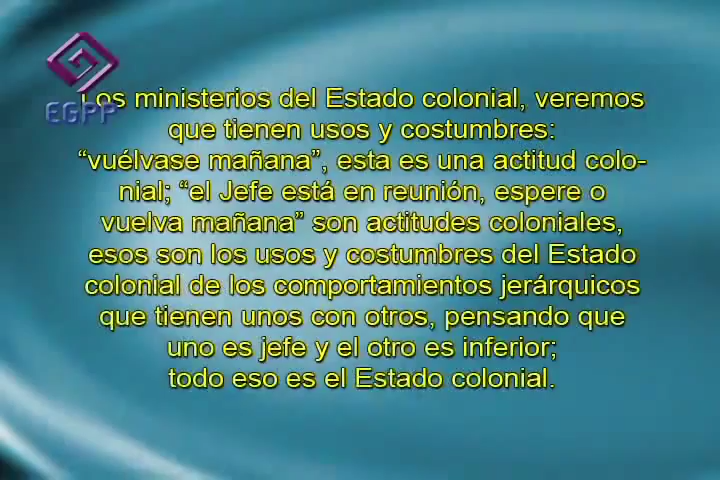 EGPP
Los ministerios del Estado colonial, veremos
que tienen usos y costumbres:
“vuélvase mañana”, esta es una actitud colo-
nial; “el Jefe está en reunión, espere o
vuelva mañana” son actitudes coloniales,
esos son los usos y costumbres del Estado
colonial de los comportamientos jerárquicos
que tienen unos con otros, pensando que
uno es jefe y el otro es inferior;
todo eso es el Estado colonial.